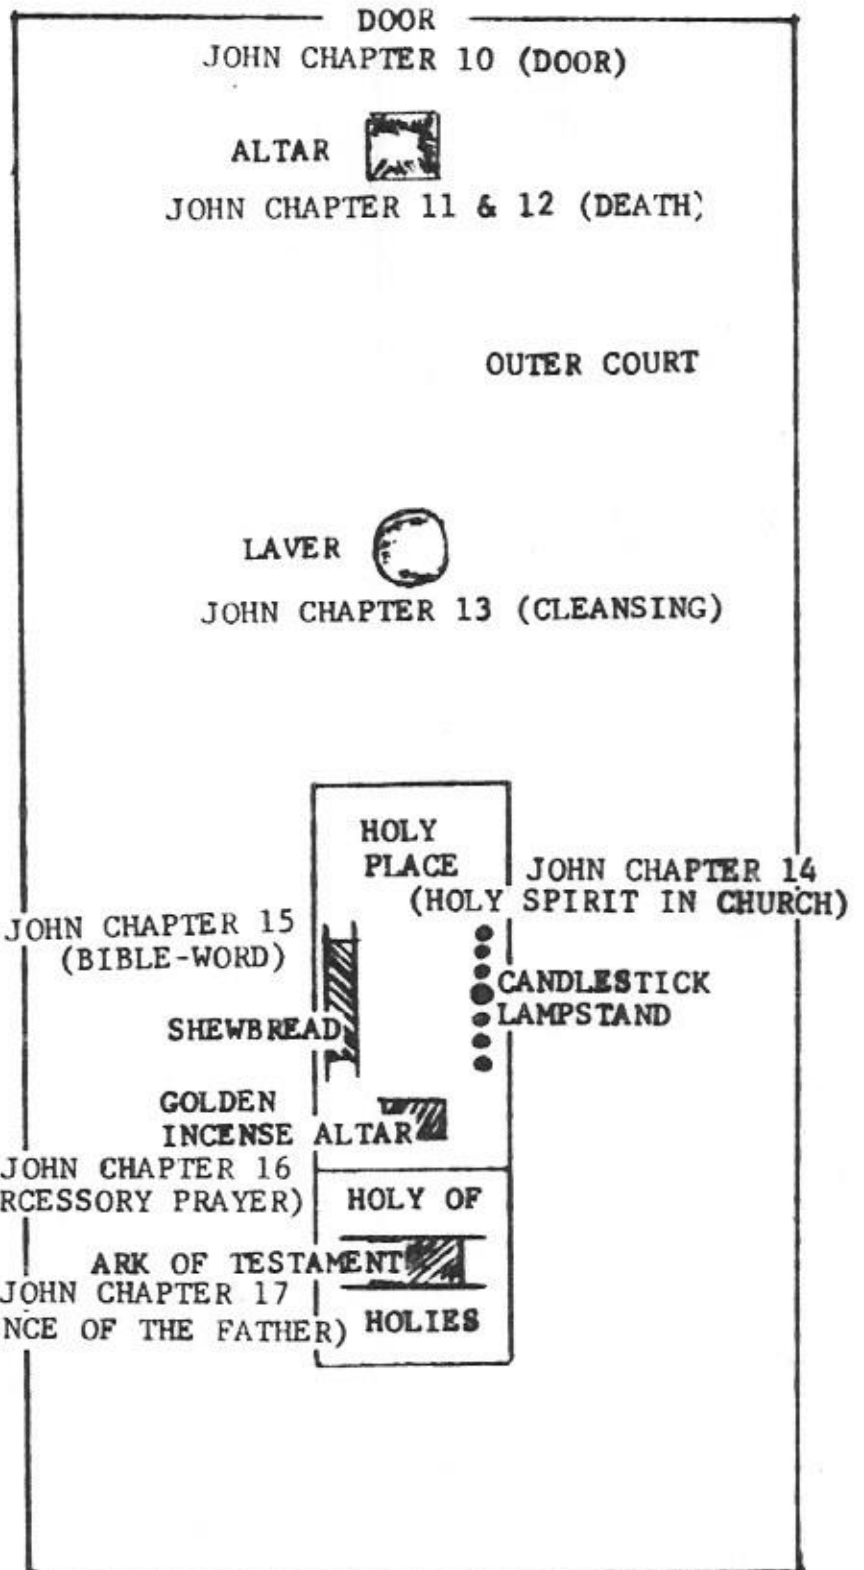 DOOR
JOHN CHAPTER 10 (DOOR)
ALTAR
JOHN CHAPTER 11 & 12 (DEATH)
OUTER COURT
LAVER
JOHN CHAPTER 13 (CLEANSING)
HOLY
PLACE
JOHN CHAPTER 14
(HOLY SPIRIT IN CHURCH)
JOHN CHAPTER 15
(BIBLE-WORD)
CANDLESTICK
LAMPSTAND
SHEWBREAD
GOLDEN
INCENSE ALTAR
JOHN CHAPTER 16
RCESSORY PRAYER)
HOLY OF
ARK OF TESTAMENT
JOHN CHAPTER 17
NCE OF THE FATHER)
HOLIES